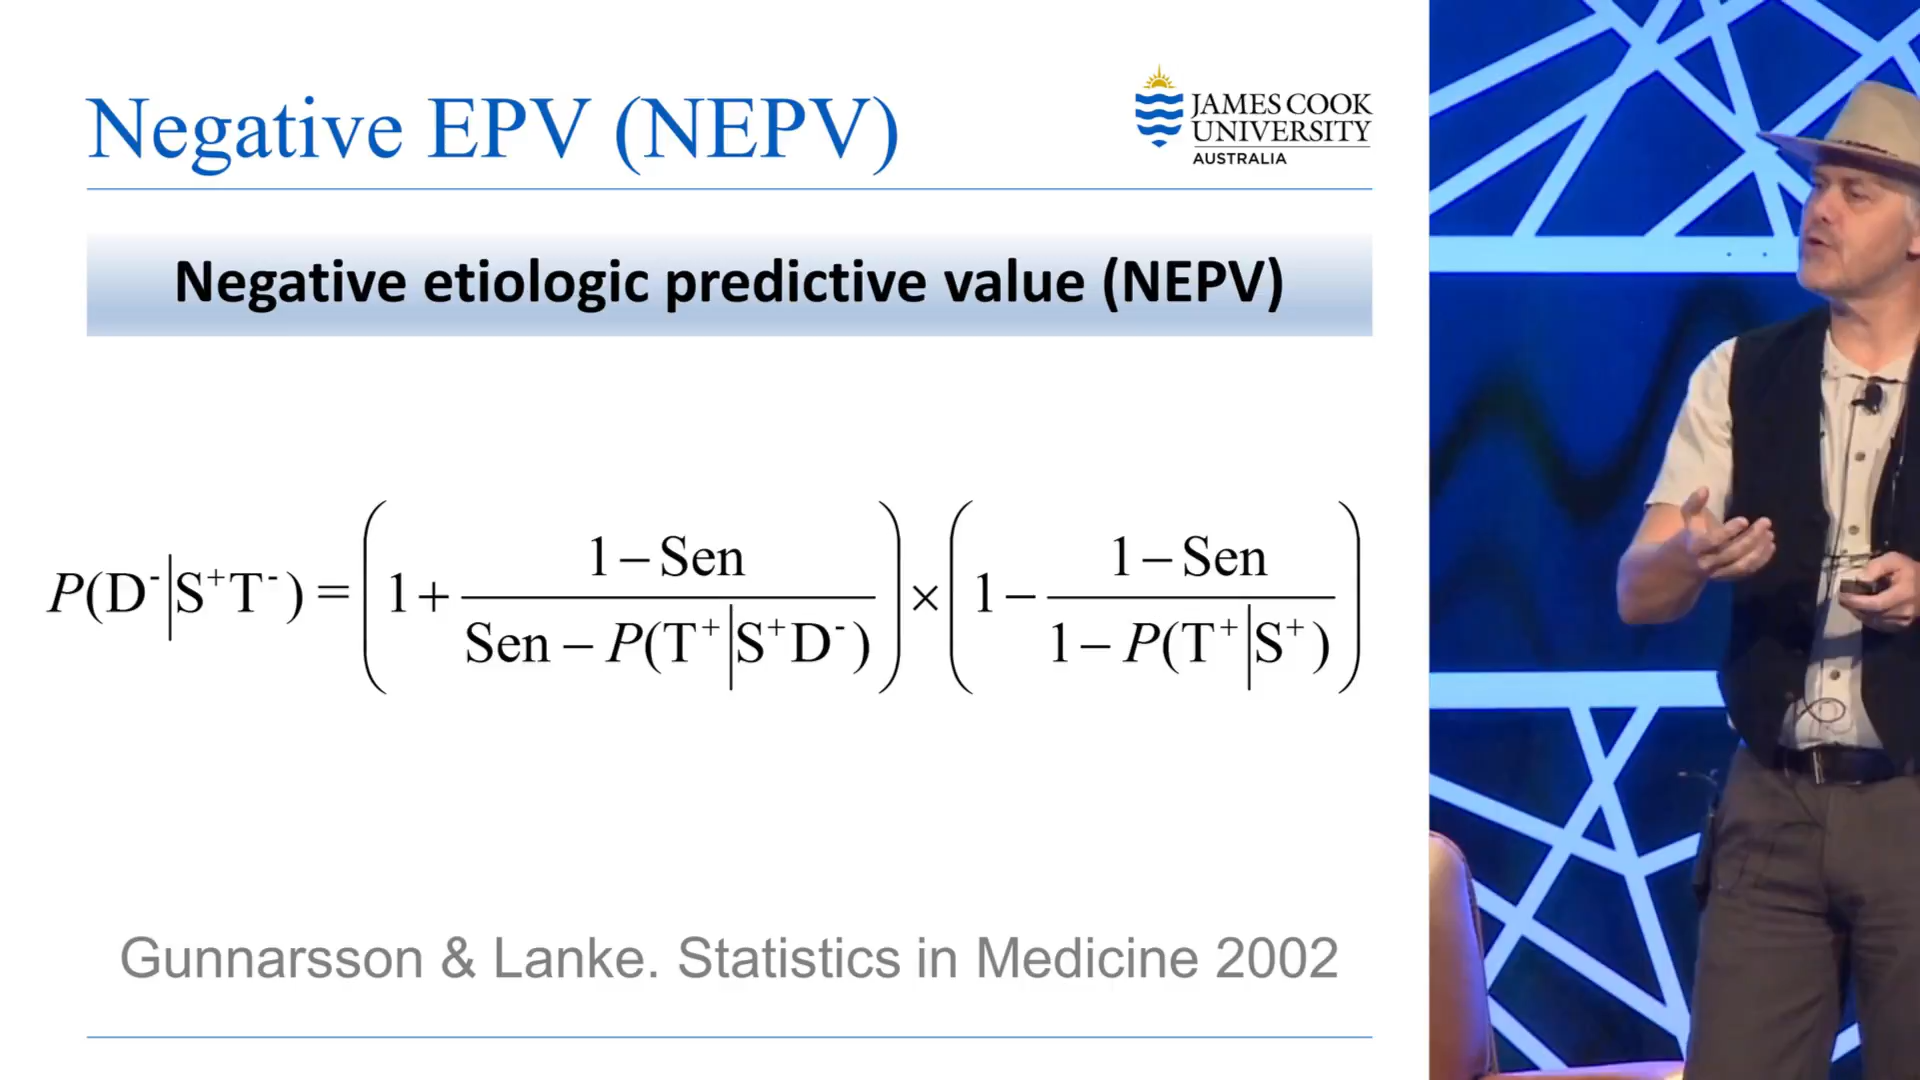 Negative EPV (NEPV)
JAMES COOK
UNIVERSITY
AUSTRALIA
Negative etiologic predictive value (NEPV)
P(D⁻|S⁺T⁻) = (1 + (1 − Sen)/(Sen − P(T⁺|S⁺D⁻))) × (1 − (1 − Sen)/(1 − P(T⁺|S⁺)))
Gunnarsson & Lanke. Statistics in Medicine 2002